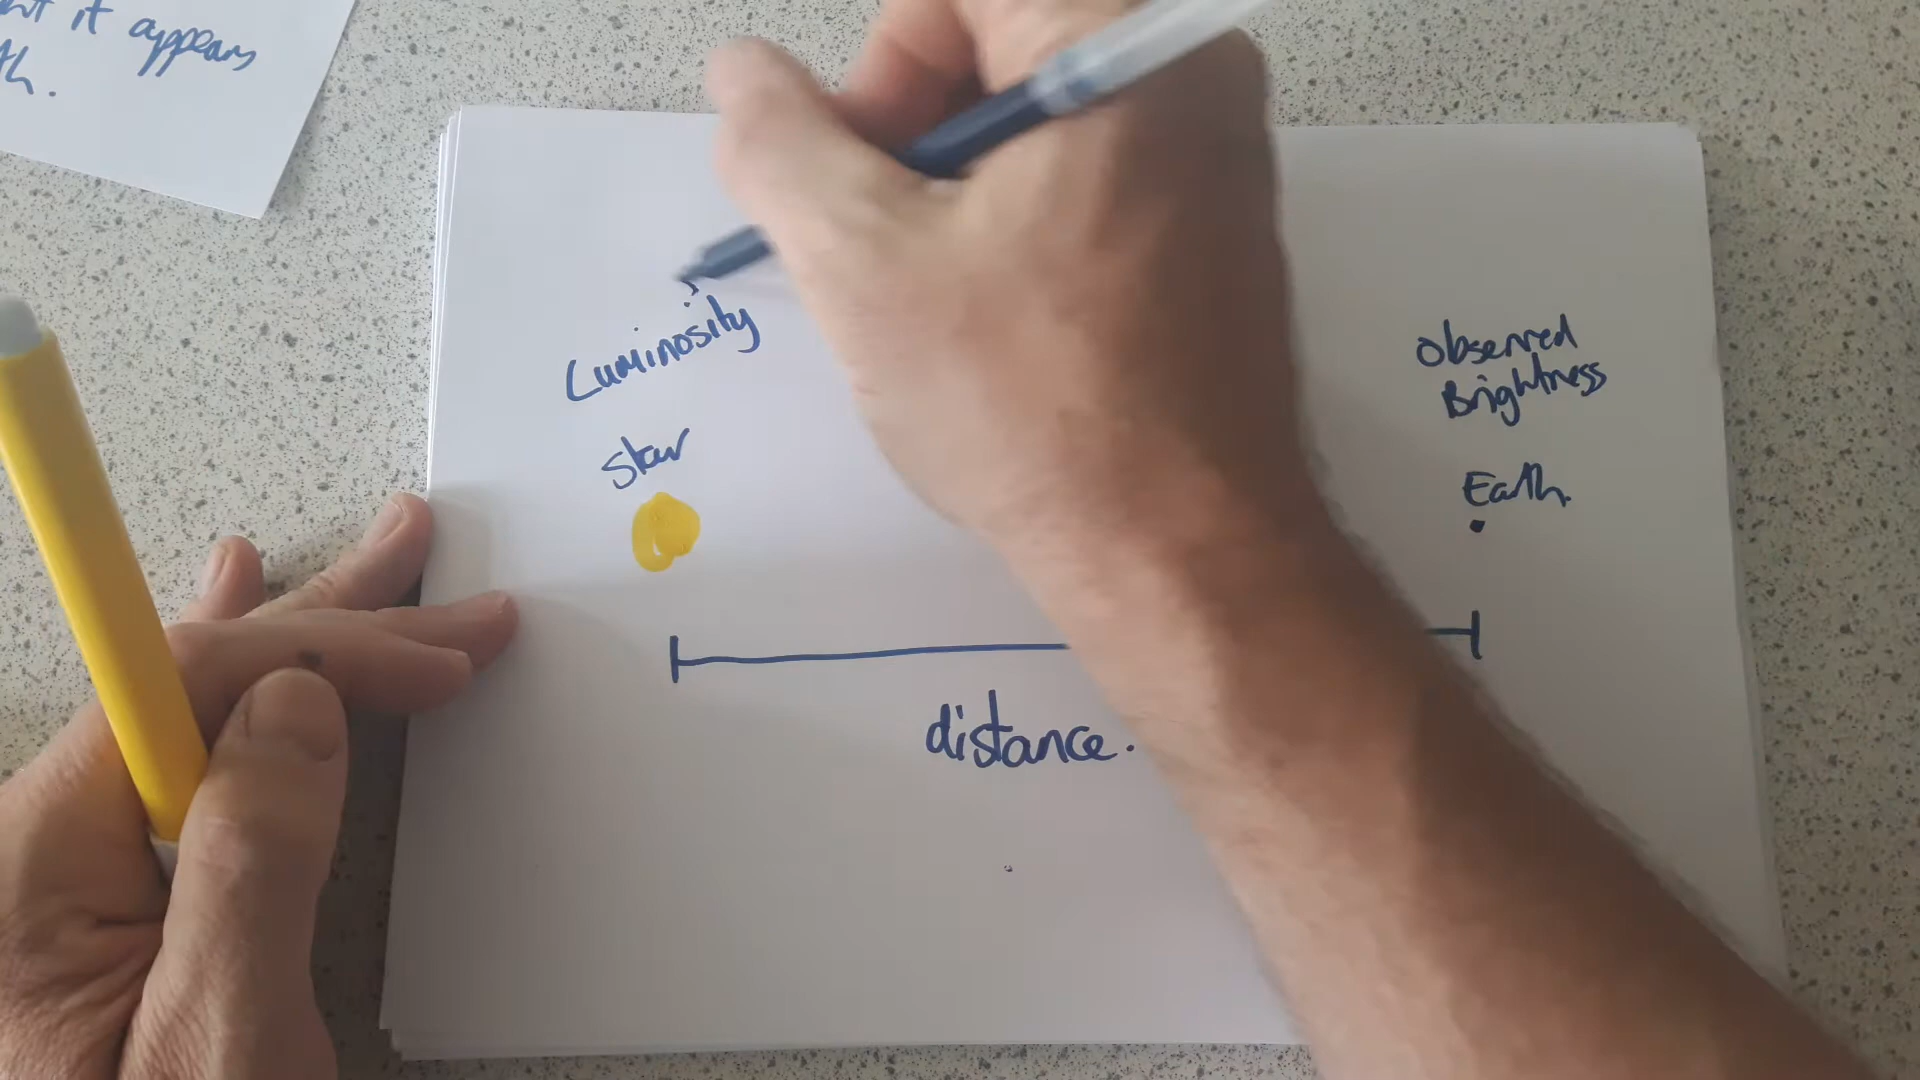 it appears
Luminosity
Star
Observed
Brightness
Earth.
distance.